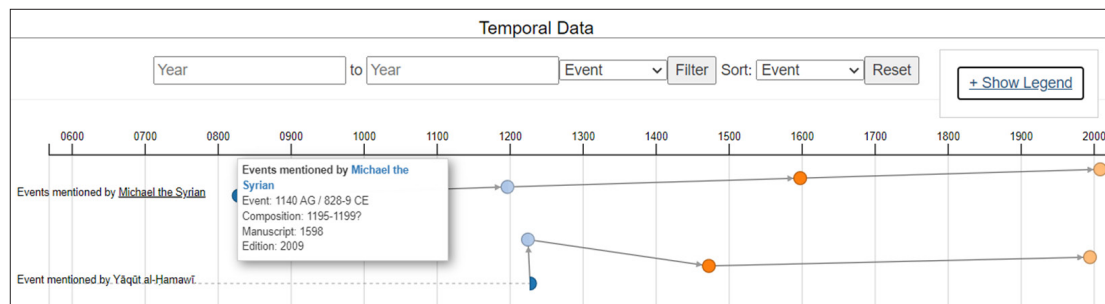 Temporal Data
Year to Year Event Filter Sort: Event Reset
+ Show Legend
0600 0700 0800 0900 1000 1100 1200 1300 1400 1500 1600 1700 1800 1900 2000
Events mentioned by Michael the Syrian
Events mentioned by Michael the
Syrian
Event: 1140 AG / 828-9 CE
Composition: 1195-1199?
Manuscript: 1598
Edition: 2009
Event mentioned by Yāqūt al-Ḥamawī